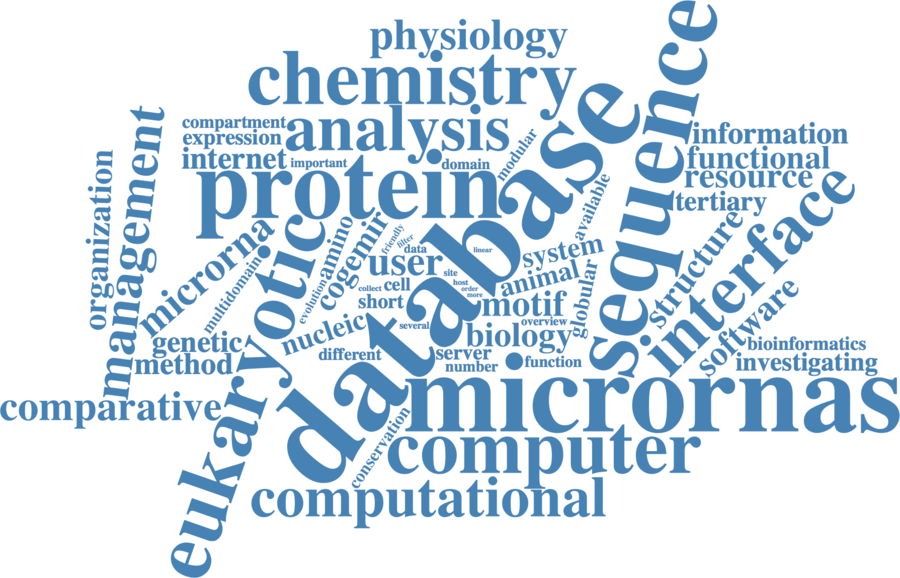 physiology
chemistry
sequence
compartment
analysis
database
expression
information
internet
important
domain
modular
functional
protein
resource
organization
management
tertiary
available
microrna
eukaryotic
amino
cogemir
friendly
filter
data
linear
user
system
interface
structure
multidomain
evolution
collect
cell
site
host
order
more
animal
globular
short
motif
software
nucleic
several
overview
biology
genetic
different
server
bioinformatics
method
number
function
investigating
comparative
micrornas
conservation
computer
computational